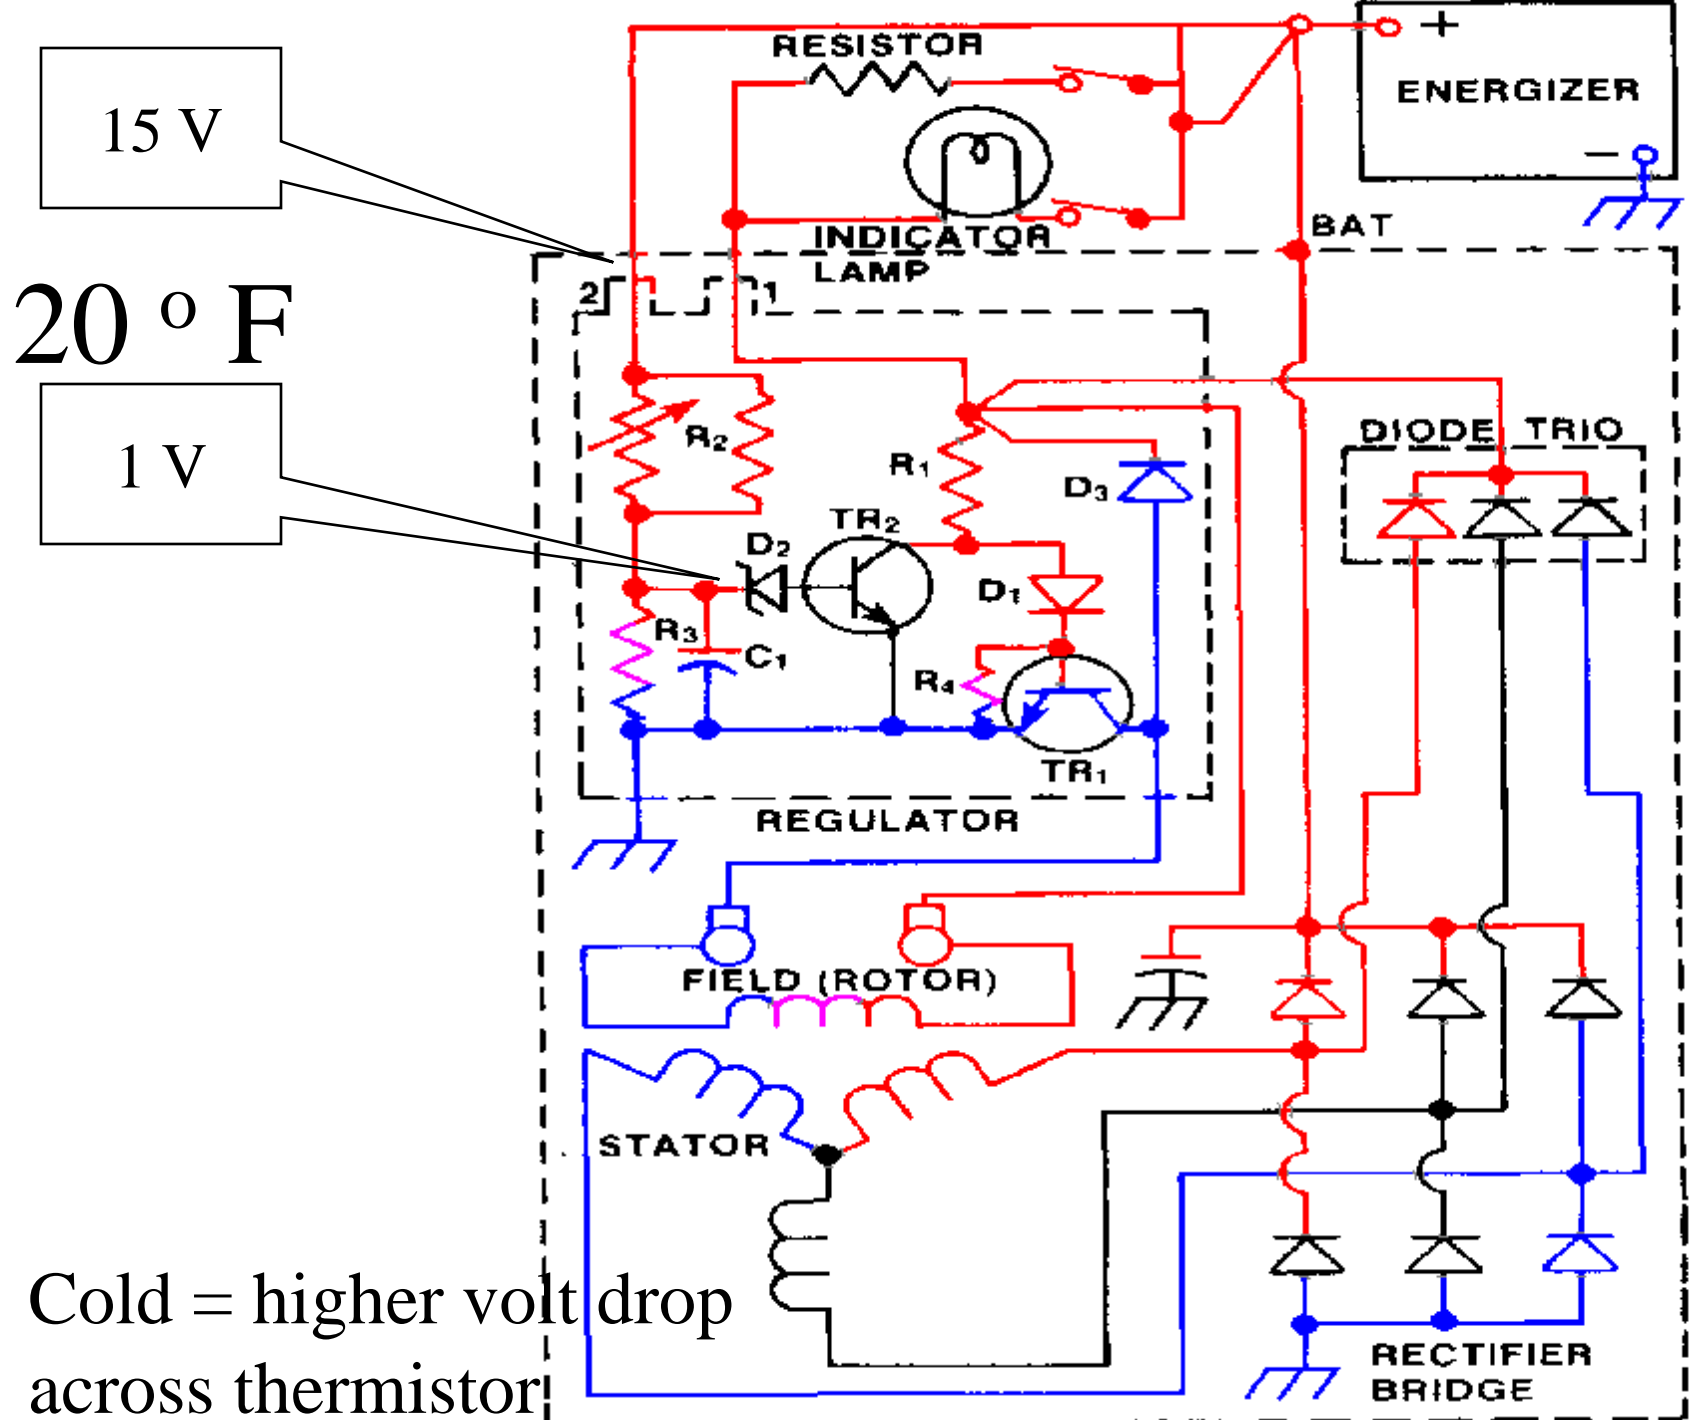 RESISTOR
+
ENERGIZER
−
15 V
INDICATOR
LAMP
BAT
2
1
20 o F
1 V
R2
R1
D3
DIODE TRIO
TR2
D2
D1
R3
C1
R4
TR1
REGULATOR
FIELD (ROTOR)
STATOR
Cold = higher volt drop
across thermistor
RECTIFIER
BRIDGE